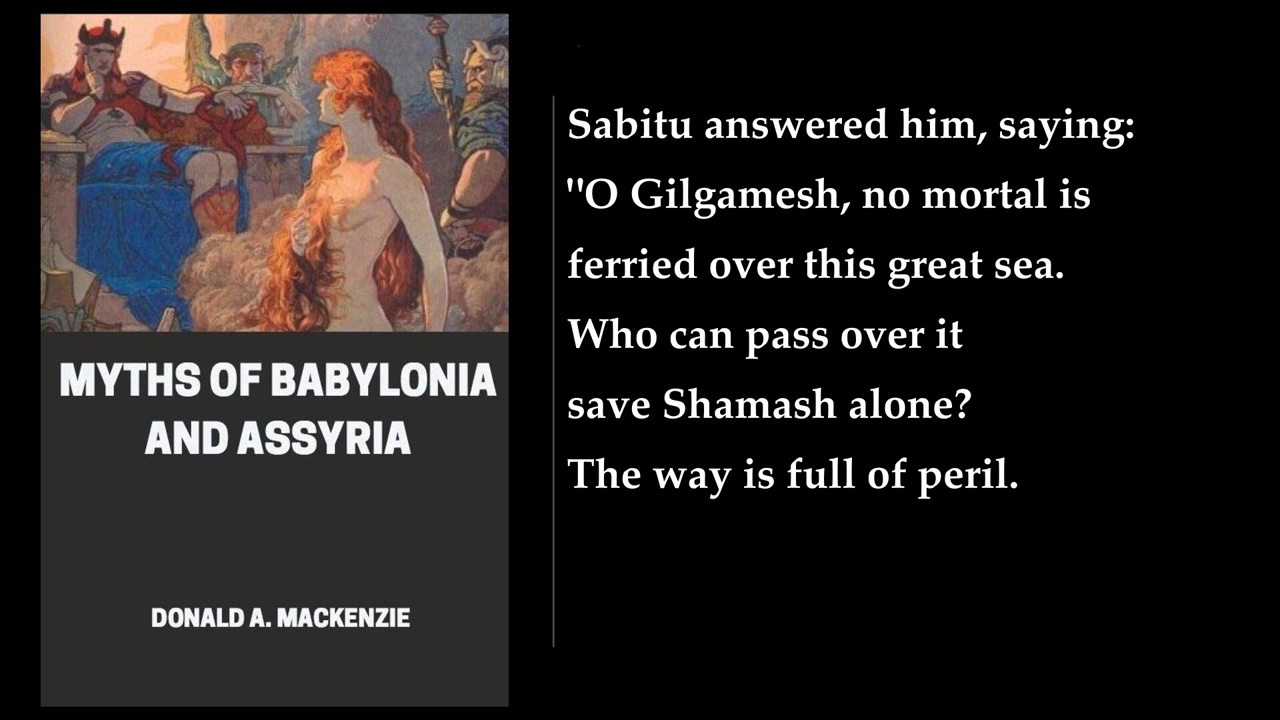 MYTHS OF BABYLONIA
AND ASSYRIA
DONALD A. MACKENZIE
Sabitu answered him, saying:
"O Gilgamesh, no mortal is
ferried over this great sea.
Who can pass over it
save Shamash alone?
The way is full of peril.